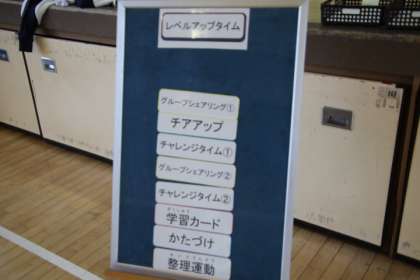 レベルアップタイム
グループシェアリング①
チアアップ
チャレンジタイム①
グループシェアリング②
チャレンジタイム②
学習カード
かたづけ
整理運動